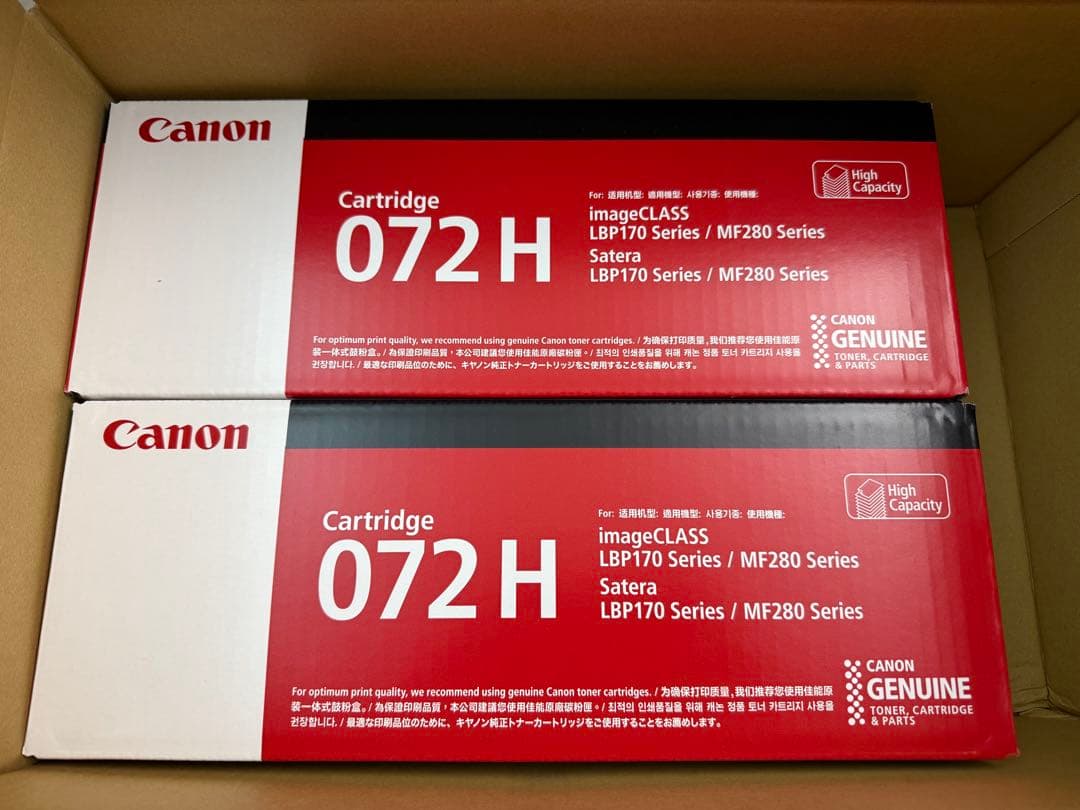 Canon
Cartridge
072 H
For: 适用机型: 適用機型: 사용기종: 使用機種:
imageCLASS
LBP170 Series / MF280 Series
Satera
LBP170 Series / MF280 Series
High
Capacity
For optimum print quality, we recommend using genuine Canon toner cartridges. / 为确保打印质量,我们推荐您使用佳能原
装一体式鼓粉盒。/ 為保證印刷品質,本公司建議您使用佳能原廠碳粉匣。/ 최적의 인쇄품질을 위해 캐논 정품 토너 카트리지 사용을
권장합니다. / 最適な印刷品位のために、キヤノン純正トナーカートリッジをご使用することをお薦めします。
CANON
GENUINE
TONER, CARTRIDGE
& PARTS
Canon
Cartridge
072 H
For: 适用机型: 適用機型: 사용기종: 使用機種:
imageCLASS
LBP170 Series / MF280 Series
Satera
LBP170 Series / MF280 Series
High
Capacity
For optimum print quality, we recommend using genuine Canon toner cartridges. / 为确保打印质量,我们推荐您使用佳能原
装一体式鼓粉盒。/ 為保證印刷品質,本公司建議您使用佳能原廠碳粉匣。/ 최적의 인쇄품질을 위해 캐논 정품 토너 카트리지 사용을
권장합니다. / 最適な印刷品位のために、キヤノン純正トナーカートリッジをご使用することをお薦めします。
CANON
GENUINE
TONER, CARTRIDGE
& PARTS